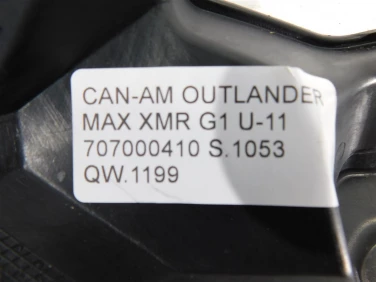 CAN-AM OUTLANDER
MAX XMR G1 U-11
707000410 S.1053
QW.1199